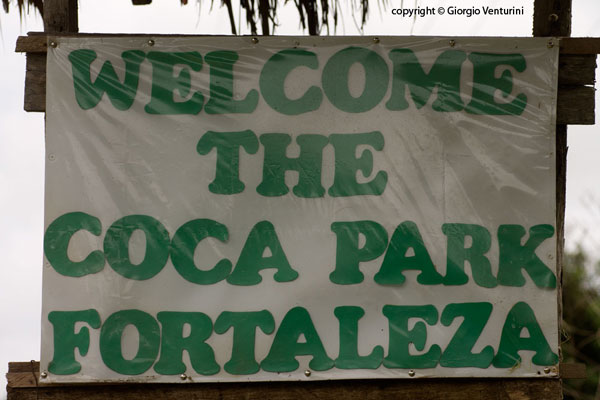 copyright © Giorgio Venturini
WELCOME
THE
COCA PARK
FORTALEZA